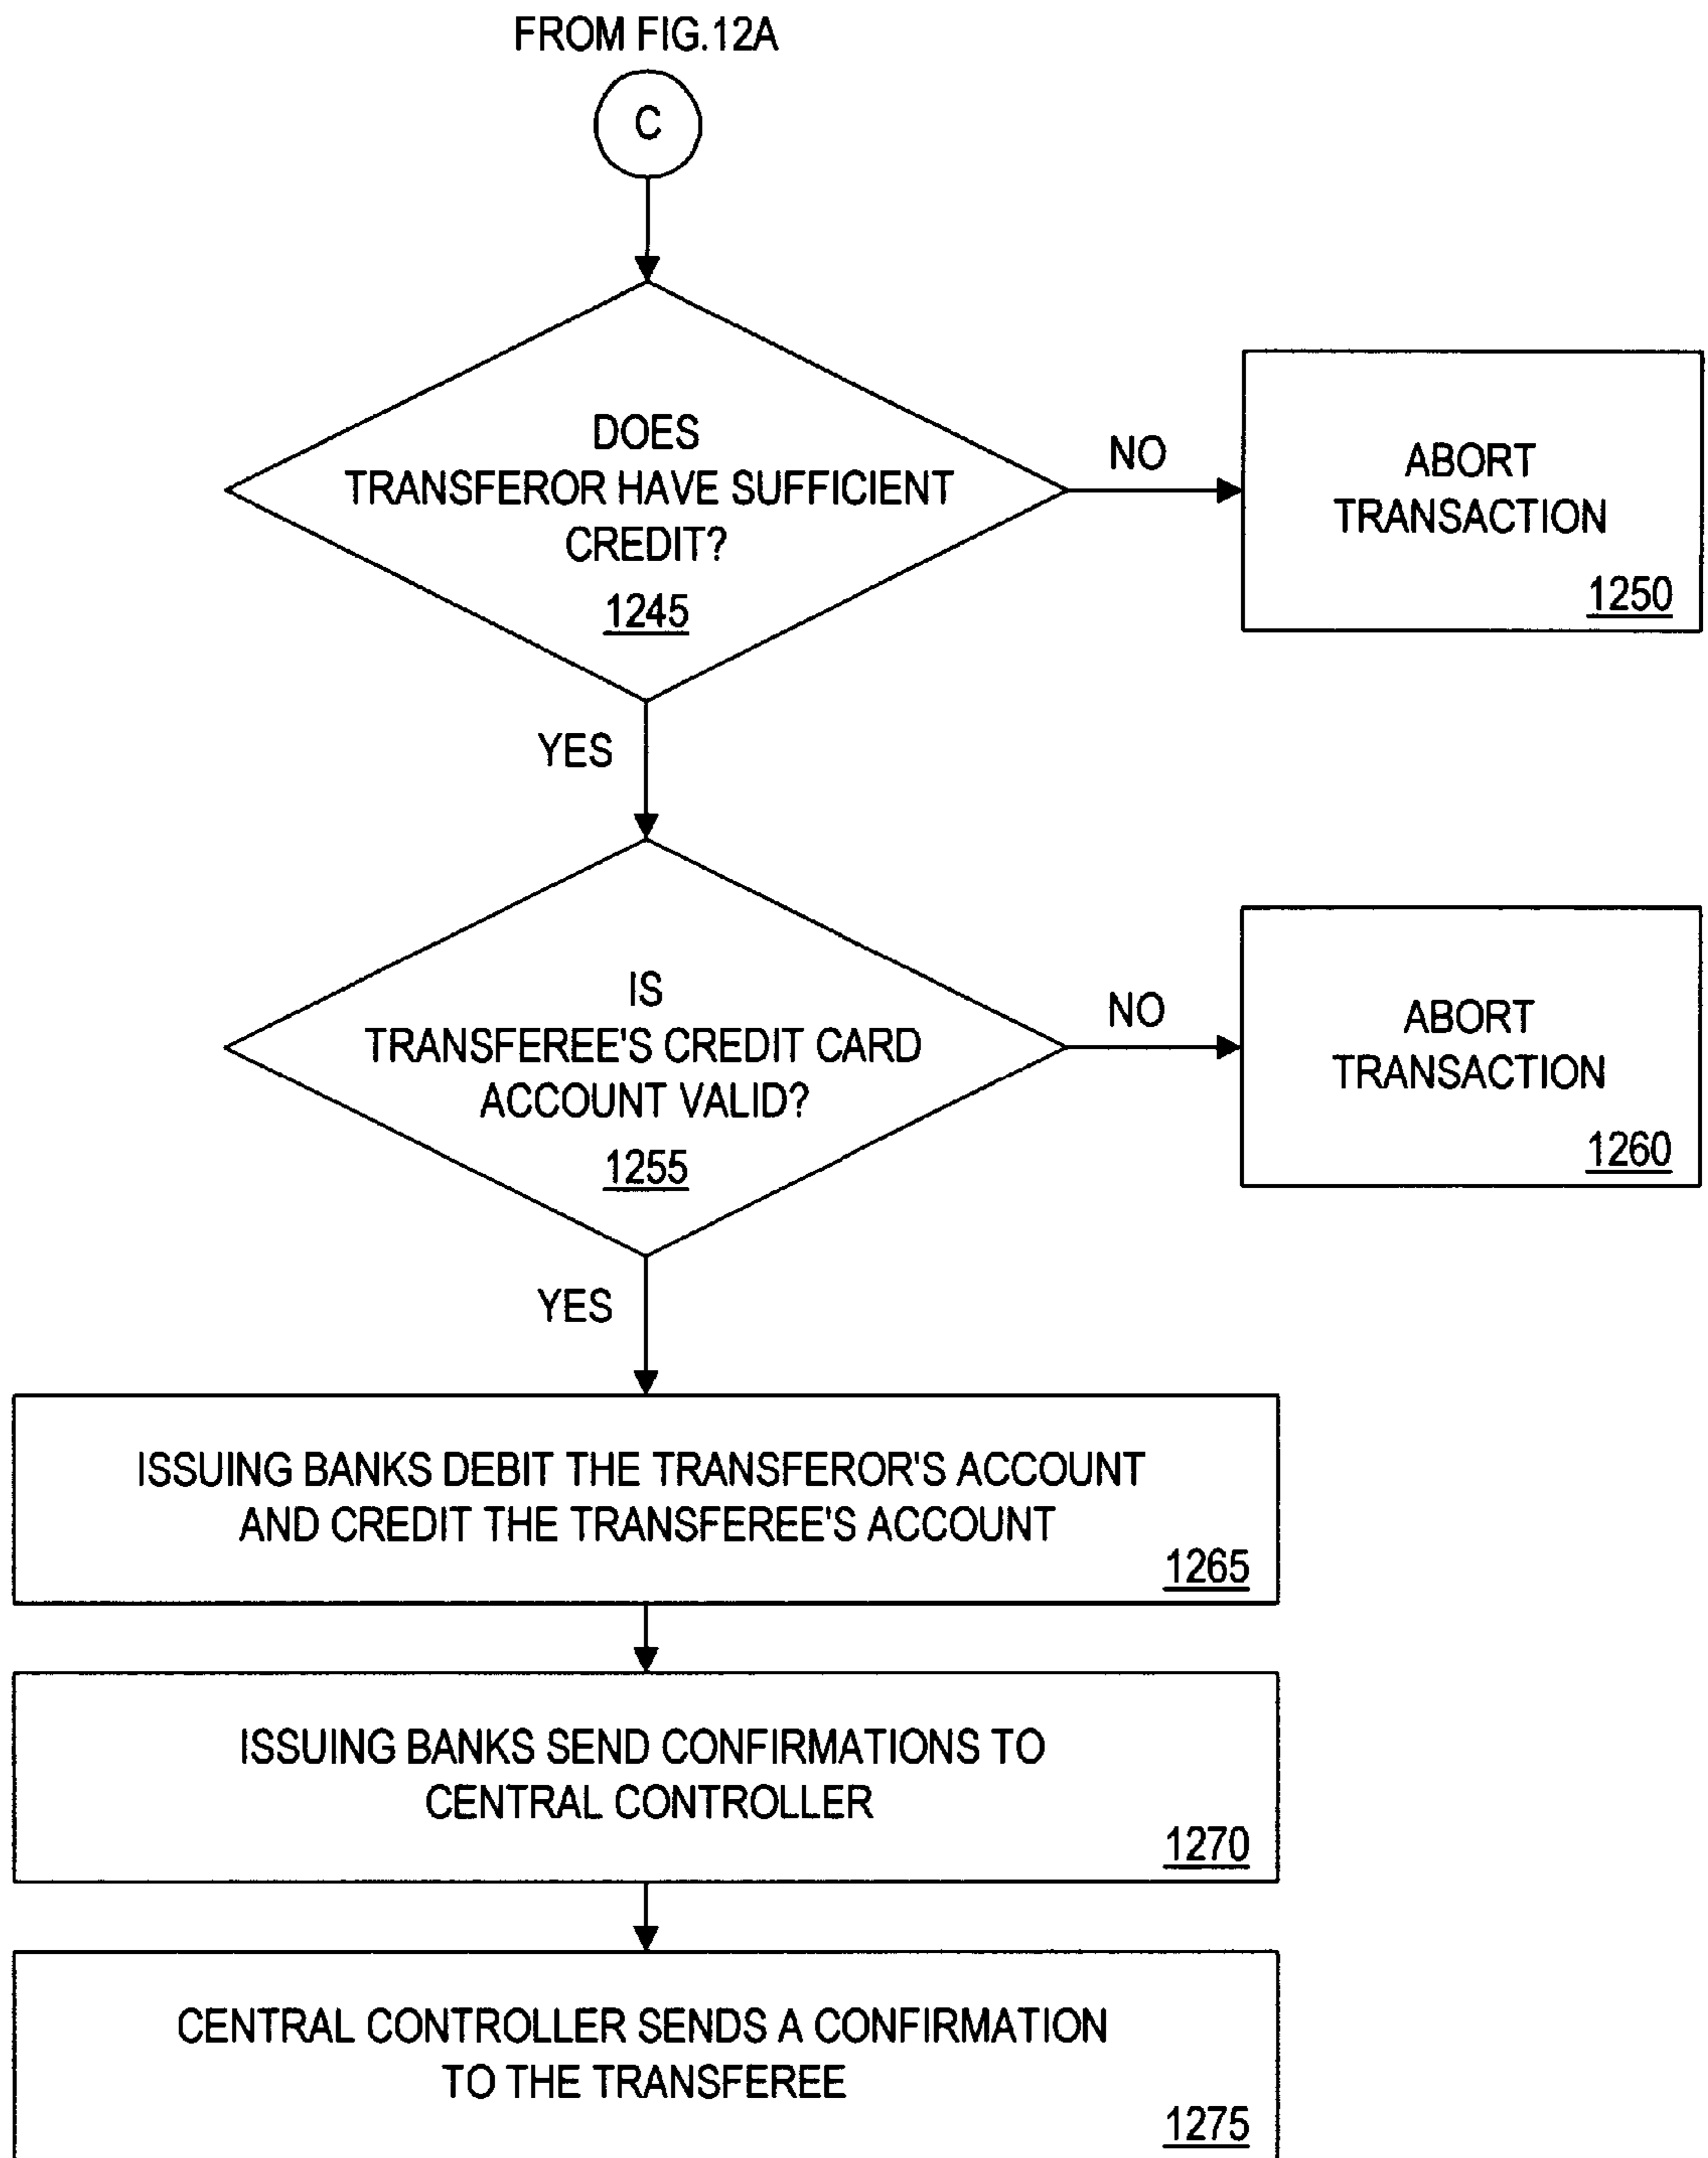 FROM FIG.12A
C
DOES
TRANSFEROR HAVE SUFFICIENT
CREDIT?
1245
NO
ABORT
TRANSACTION
1250
YES
IS
TRANSFEREE'S CREDIT CARD
ACCOUNT VALID?
1255
NO
ABORT
TRANSACTION
1260
YES
ISSUING BANKS DEBIT THE TRANSFEROR'S ACCOUNT
AND CREDIT THE TRANSFEREE'S ACCOUNT
1265
ISSUING BANKS SEND CONFIRMATIONS TO
CENTRAL CONTROLLER
1270
CENTRAL CONTROLLER SENDS A CONFIRMATION
TO THE TRANSFEREE
1275